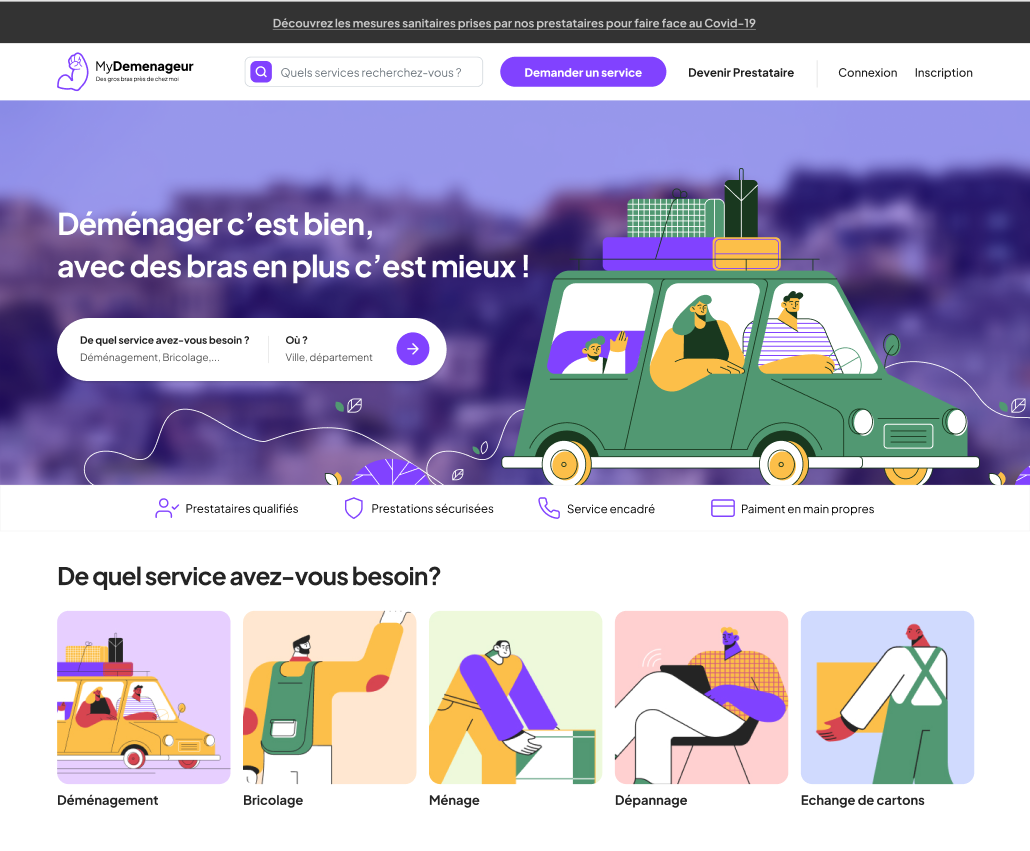 Découvrez les mesures sanitaires prises par nos prestataires pour faire face au Covid-19
MyDemenageur
Des gros bras près de chez moi
Quels services recherchez-vous ?
Demander un service
Devenir Prestataire
Connexion
Inscription
Déménager c’est bien,
avec des bras en plus c’est mieux !
De quel service avez-vous besoin ?
Déménagement, Bricolage,...
Où ?
Ville, département
Prestataires qualifiés
Prestations sécurisées
Service encadré
Paiment en main propres
De quel service avez-vous besoin?
Déménagement
Bricolage
Ménage
Dépannage
Echange de cartons